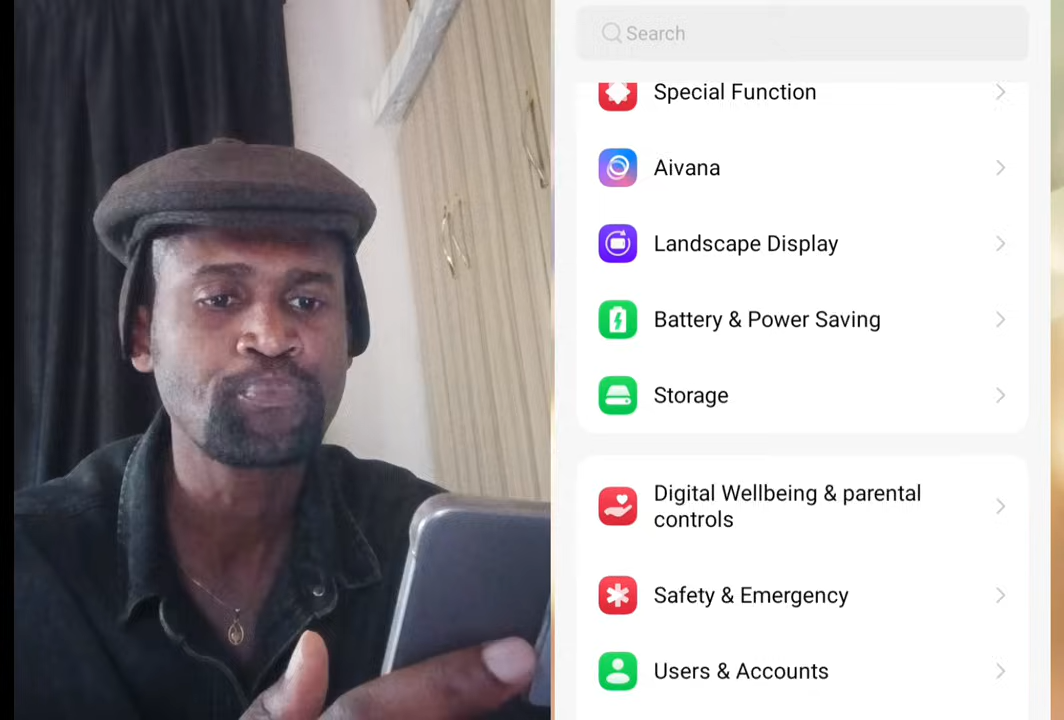 Search
Special Function
Aivana
Landscape Display
Battery & Power Saving
Storage
Digital Wellbeing & parental
controls
Safety & Emergency
Users & Accounts